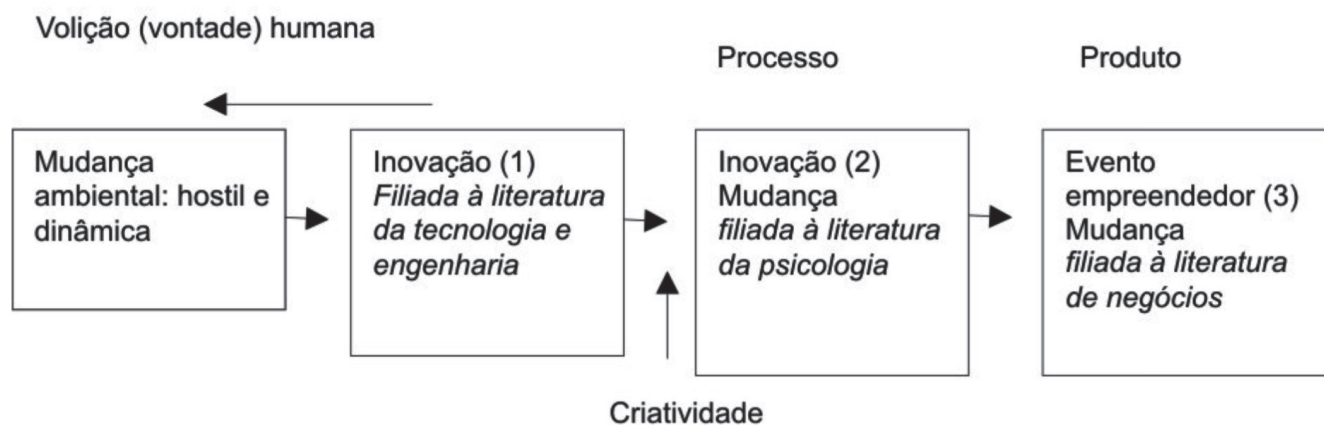 Volição (vontade) humana
Processo
Produto
Mudança
ambiental: hostil e
dinâmica
Inovação (1)
Filiada à literatura
da tecnologia e
engenharia
Inovação (2)
Mudança
filiada à literatura
da psicologia
Evento
empreendedor (3)
Mudança
filiada à literatura
de negócios
Criatividade